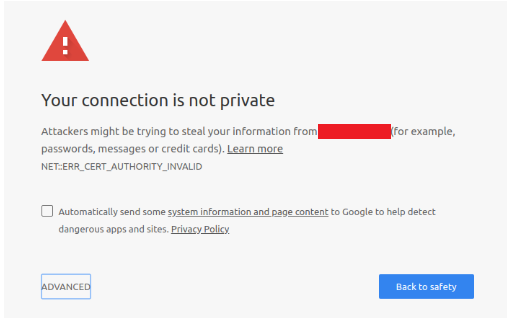 Your connection is not private
Attackers might be trying to steal your information from (for example,
passwords, messages or credit cards). Learn more
NET::ERR_CERT_AUTHORITY_INVALID
Automatically send some system information and page content to Google to help detect
dangerous apps and sites. Privacy Policy
ADVANCED
Back to safety